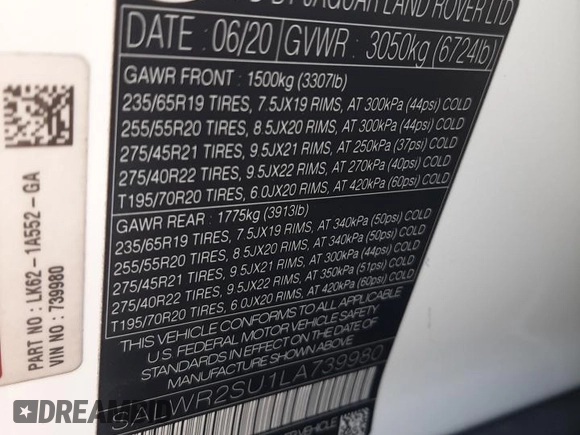 BY JAGUAR LAND ROVER LTD
DATE : 06/20 GVWR : 3050kg (6724lb)
GAWR FRONT : 1500kg (3307lb)
235/65R19 TIRES, 7.5JX19 RIMS, AT 300kPa (44psi) COLD
255/55R20 TIRES, 8.5JX20 RIMS, AT 300kPa (44psi) COLD
275/45R21 TIRES, 9.5JX21 RIMS, AT 250kPa (37psi) COLD
275/40R22 TIRES, 9.5JX22 RIMS, AT 270kPa (40psi) COLD
T195/70R20 TIRES, 6.0JX20 RIMS, AT 420kPa (60psi) COLD
GAWR REAR : 1775kg (3913lb)
235/65R19 TIRES, 7.5JX19 RIMS, AT 340kPa (50psi) COLD
255/55R20 TIRES, 8.5JX20 RIMS, AT 340kPa (50psi) COLD
275/45R21 TIRES, 9.5JX21 RIMS, AT 300kPa (44psi) COLD
275/40R22 TIRES, 9.5JX22 RIMS, AT 350kPa (51psi) COLD
T195/70R20 TIRES, 6.0JX20 RIMS, AT 420kPa (60psi) COLD
THIS VEHICLE CONFORMS TO ALL APPLICABLE
U.S. FEDERAL MOTOR VEHICLE SAFETY
STANDARDS IN EFFECT ON THE DATE OF
WR2SU1LA739980
PART NO : LK62-1A552-GA
VIN NO : 739980
DREAMBID